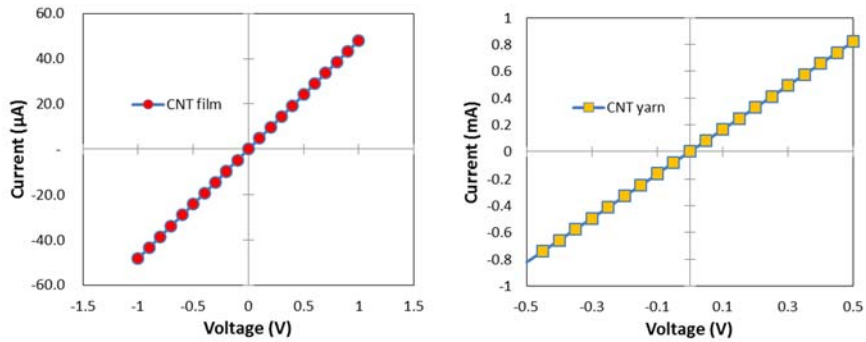 60.0
40.0
20.0
-
-20.0
-40.0
-60.0
Current (µA)
CNT film
-1.5 -1 -0.5 0 0.5 1 1.5
Voltage (V)
1
0.8
0.6
0.4
0.2
0
-0.2
-0.4
-0.6
-0.8
-1
Current (mA)
CNT yarn
-0.5 -0.3 -0.1 0.1 0.3 0.5
Voltage (V)